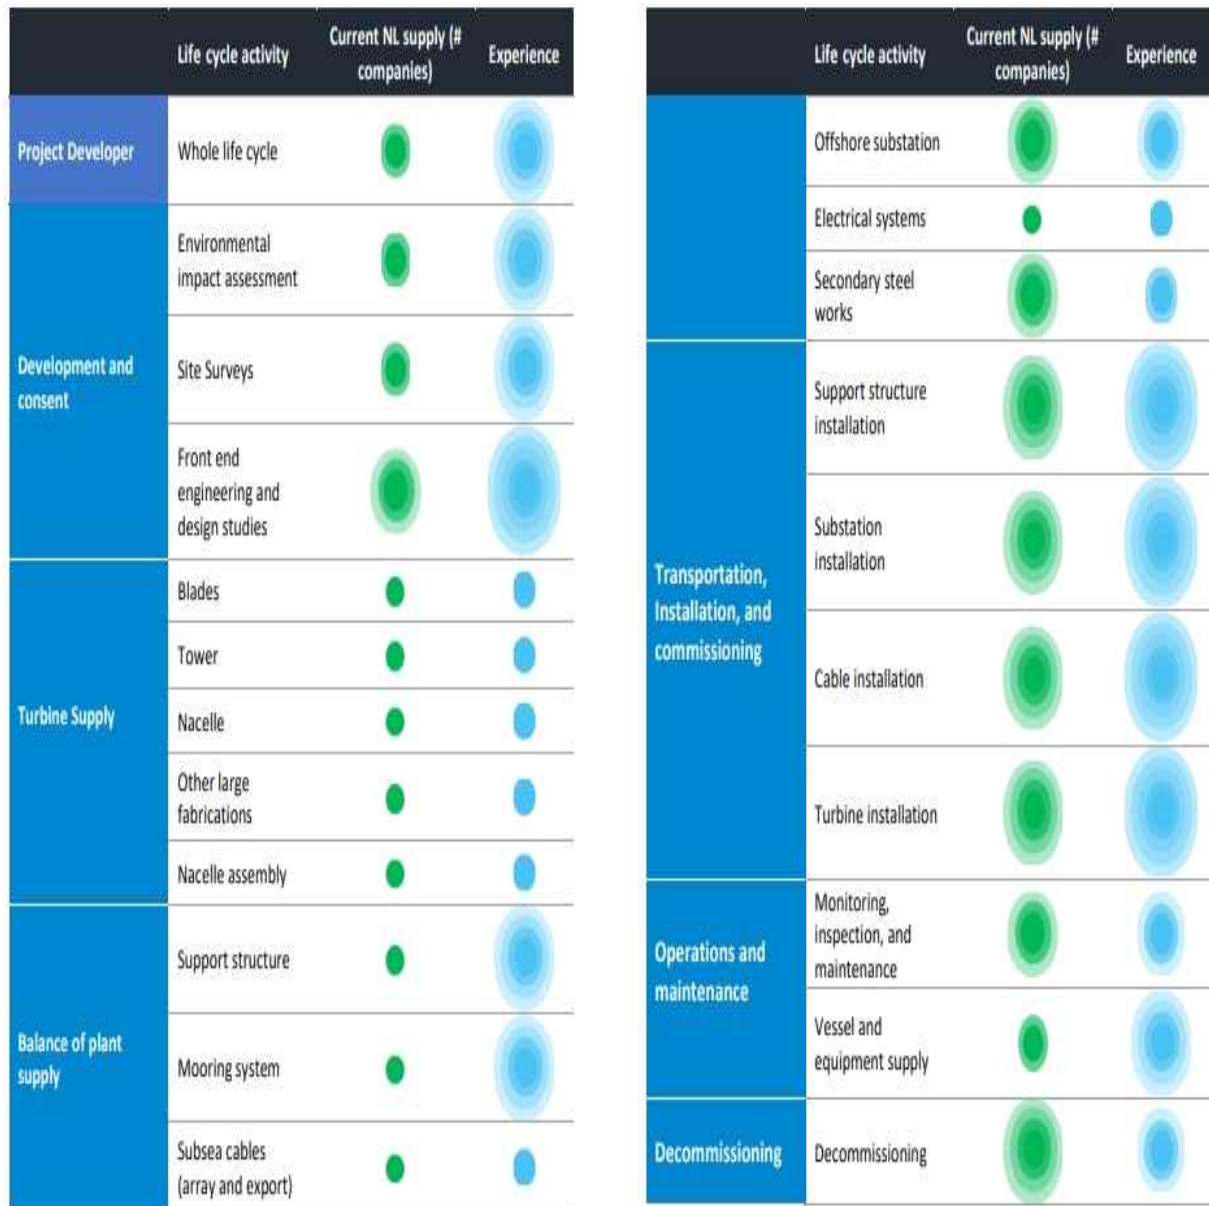 Life cycle activity
Current NL supply (#
companies)
Experience
Project Developer
Whole life cycle
Development and
consent
Environmental
impact assessment
Site Surveys
Front end
engineering and
design studies
Turbine Supply
Blades
Tower
Nacelle
Other large
fabrications
Nacelle assembly
Balance of plant
supply
Support structure
Mooring system
Subsea cables
(array and export)
Life cycle activity
Current NL supply (#
companies)
Experience
Offshore substation
Electrical systems
Secondary steel
works
Transportation,
Installation, and
commissioning
Support structure
installation
Substation
installation
Cable installation
Turbine installation
Operations and
maintenance
Monitoring,
inspection, and
maintenance
Vessel and
equipment supply
Decommissioning
Decommissioning